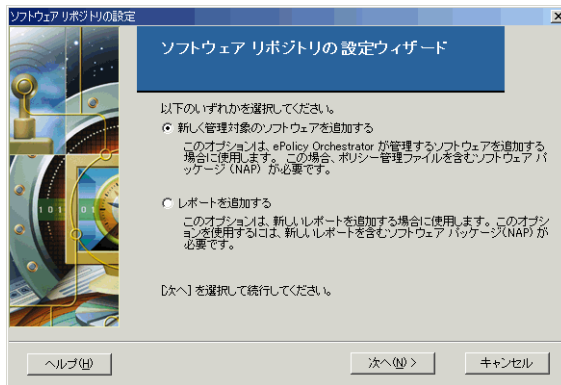 ソフトウェア リポジトリの設定
ソフトウェア リポジトリの設定ウィザード
以下のいずれかを選択してください。
新しく管理対象のソフトウェアを追加する
このオプションは、ePolicy Orchestrator が管理するソフトウェアを追加する
場合に使用します。 この場合、ポリシー管理ファイルを含むソフトウェア パ
ッケージ (NAP) が必要です。
レポートを追加する
このオプションは、新しいレポートを追加する場合に使用します。このオプシ
ョンを使用するには、新しいレポートを含むソフトウェア パッケージ(NAP) が
必要です。
[次へ] を選択して続行してください。
1 0 1 0 1
ヘルプ(H)
次へ(N) >
キャンセル